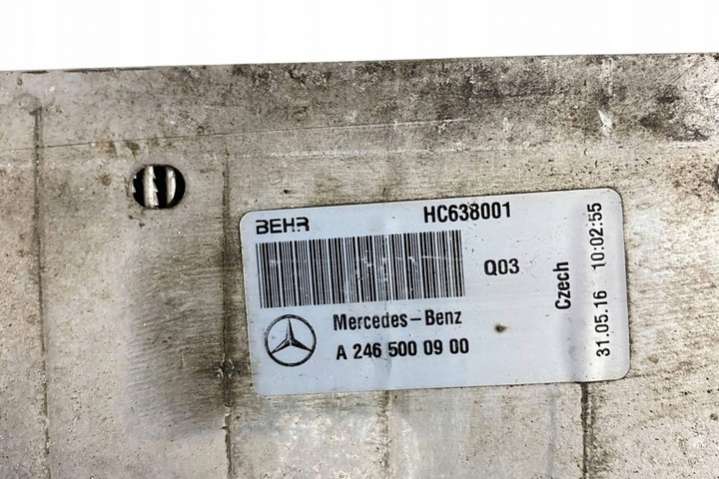 BEHR HC638001
Q03
Mercedes-Benz
A 246 500 09 00
Czech
31.05.16 10:02:55